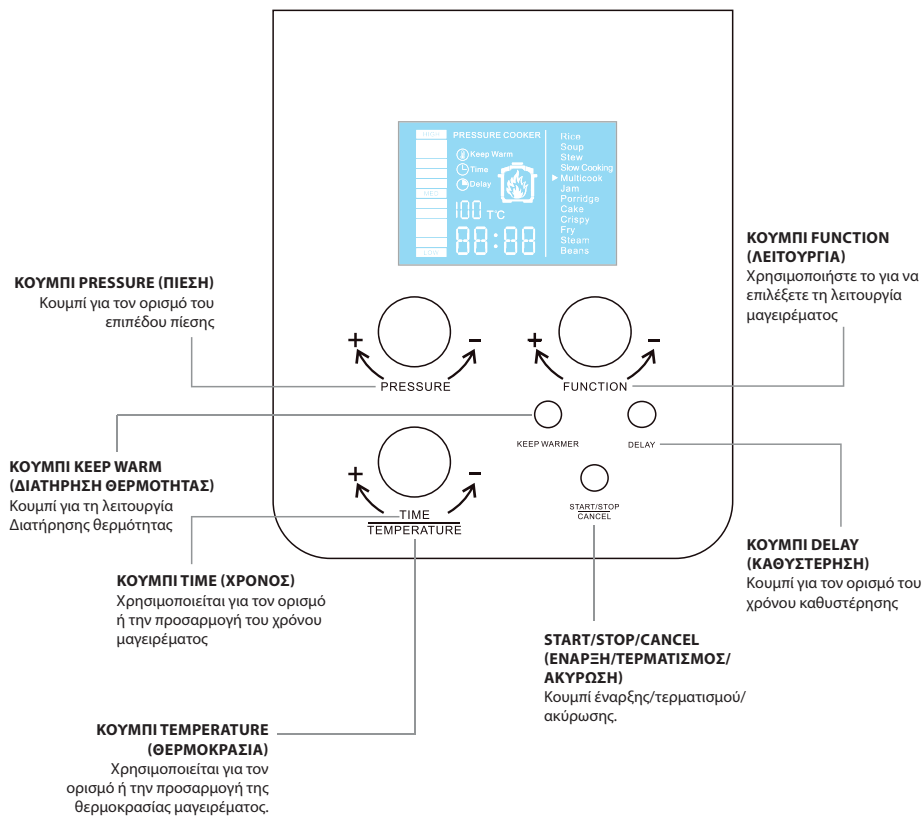 HIGH
MED
LOW
PRESSURE COOKER
Keep Warm
Time
Delay
100 T°C
88:88
Rice
Soup
Stew
Slow Cooking
Multicook
Jam
Porridge
Cake
Crispy
Fry
Steam
Beans
ΚΟΥΜΠΙ PRESSURE (ΠΙΕΣΗ)
Κουμπί για τον ορισμό του
επιπέδου πίεσης
ΚΟΥΜΠΙ FUNCTION
(ΛΕΙΤΟΥΡΓΙΑ)
Χρησιμοποιήστε το για να
επιλέξετε τη λειτουργία
μαγειρέματος
+ −
PRESSURE
+ −
FUNCTION
KEEP WARMER
DELAY
ΚΟΥΜΠΙ KEEP WARM
(ΔΙΑΤΗΡΗΣΗ ΘΕΡΜΟΤΗΤΑΣ)
Κουμπί για τη λειτουργία
Διατήρησης θερμότητας
+ −
TIME
TEMPERATURE
START/STOP
CANCEL
ΚΟΥΜΠΙ DELAY
(ΚΑΘΥΣΤΕΡΗΣΗ)
Κουμπί για τον ορισμό του
χρόνου καθυστέρησης
ΚΟΥΜΠΙ TIME (ΧΡΟΝΟΣ)
Χρησιμοποιείται για τον ορισμό
ή την προσαρμογή του χρόνου
μαγειρέματος
START/STOP/CANCEL
(ΕΝΑΡΞΗ/ΤΕΡΜΑΤΙΣΜΟΣ/
ΑΚΥΡΩΣΗ)
Κουμπί έναρξης/τερματισμού/
ακύρωσης.
ΚΟΥΜΠΙ TEMPERATURE
(ΘΕΡΜΟΚΡΑΣΙΑ)
Χρησιμοποιείται για τον
ορισμό ή την προσαρμογή της
θερμοκρασίας μαγειρέματος.